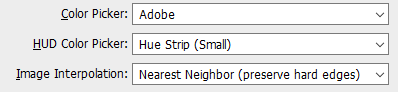 Color Picker: Adobe
HUD Color Picker: Hue Strip (Small)
Image Interpolation: Nearest Neighbor (preserve hard edges)